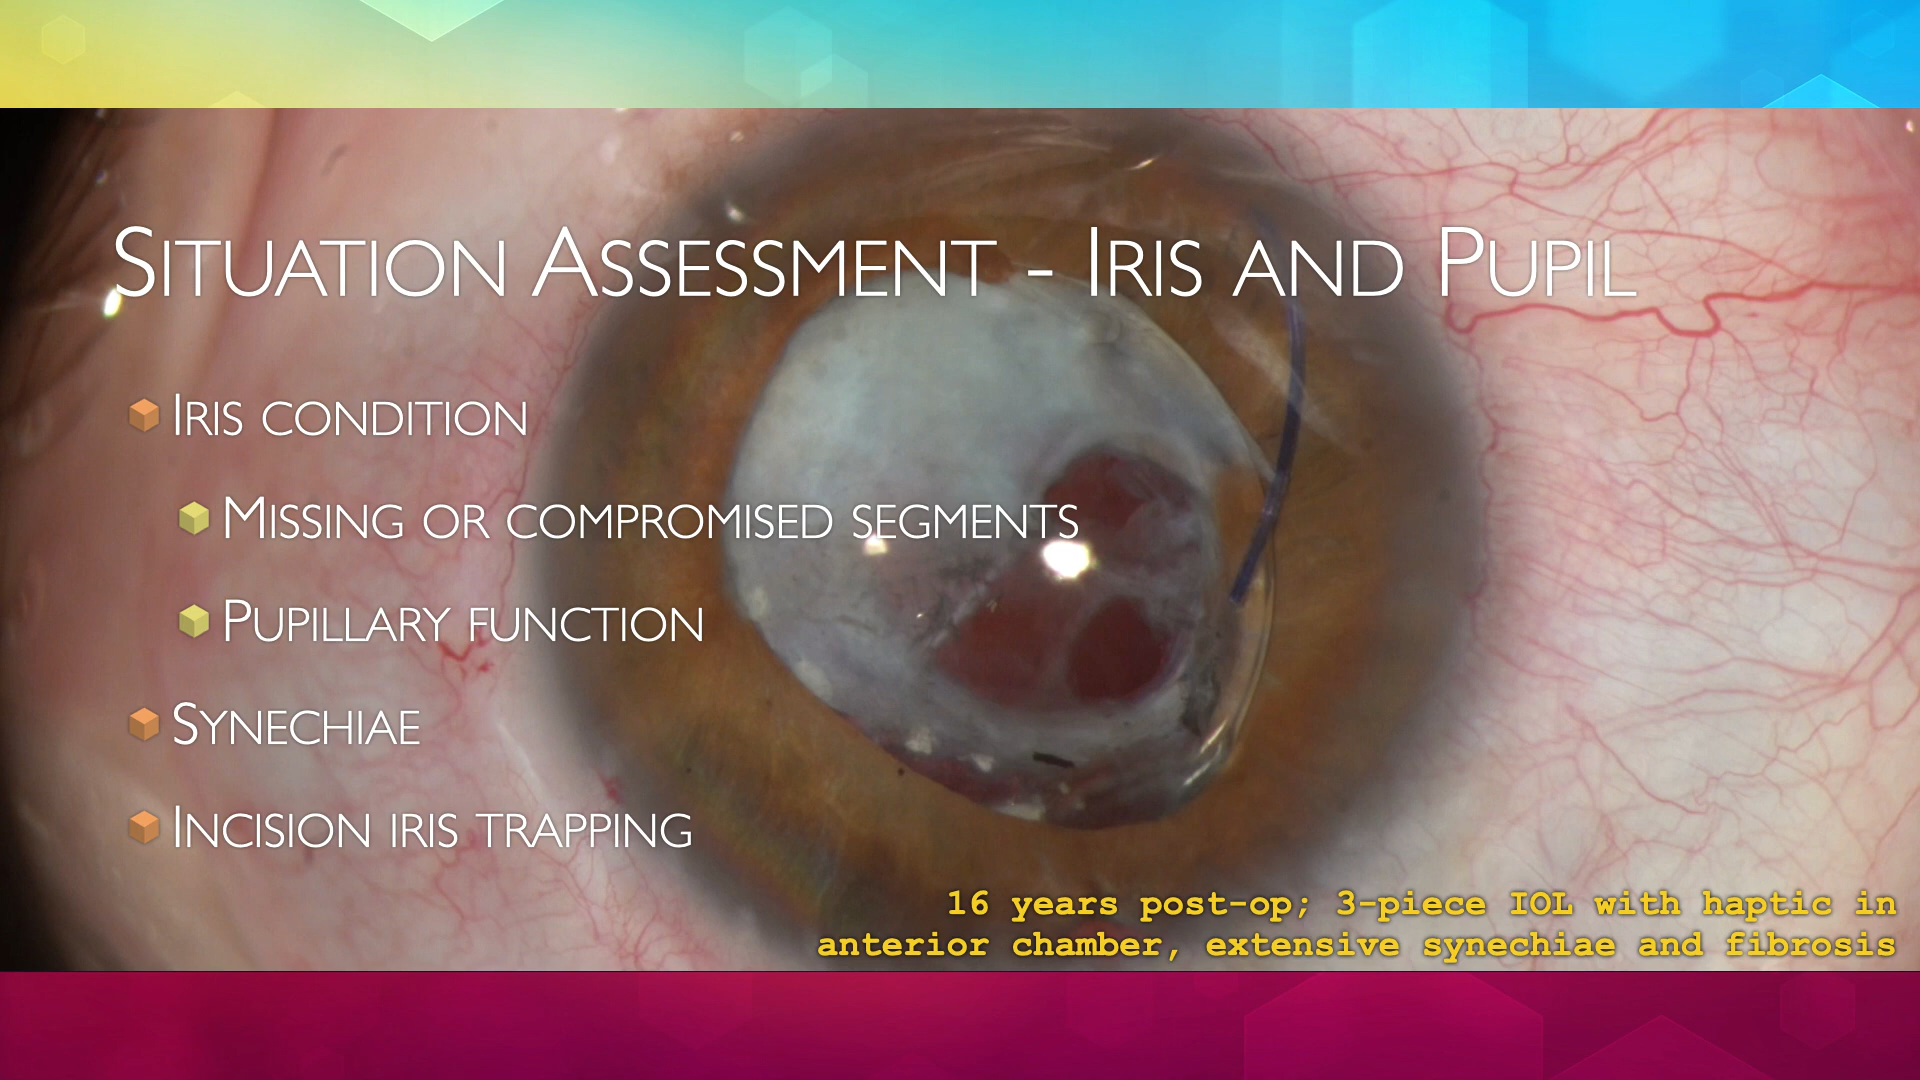 Situation Assessment - Iris and Pupil
Iris condition
Missing or compromised segments
Pupillary function
Synechiae
Incision iris trapping
16 years post-op; 3-piece IOL with haptic in
anterior chamber, extensive synechiae and fibrosis